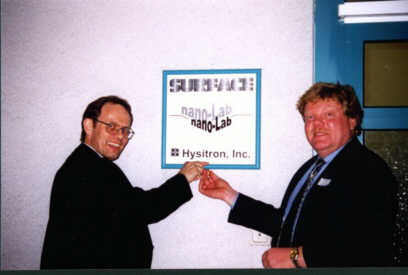 SURFACE
nano-Lab
nano-Lab
Hysitron, Inc.